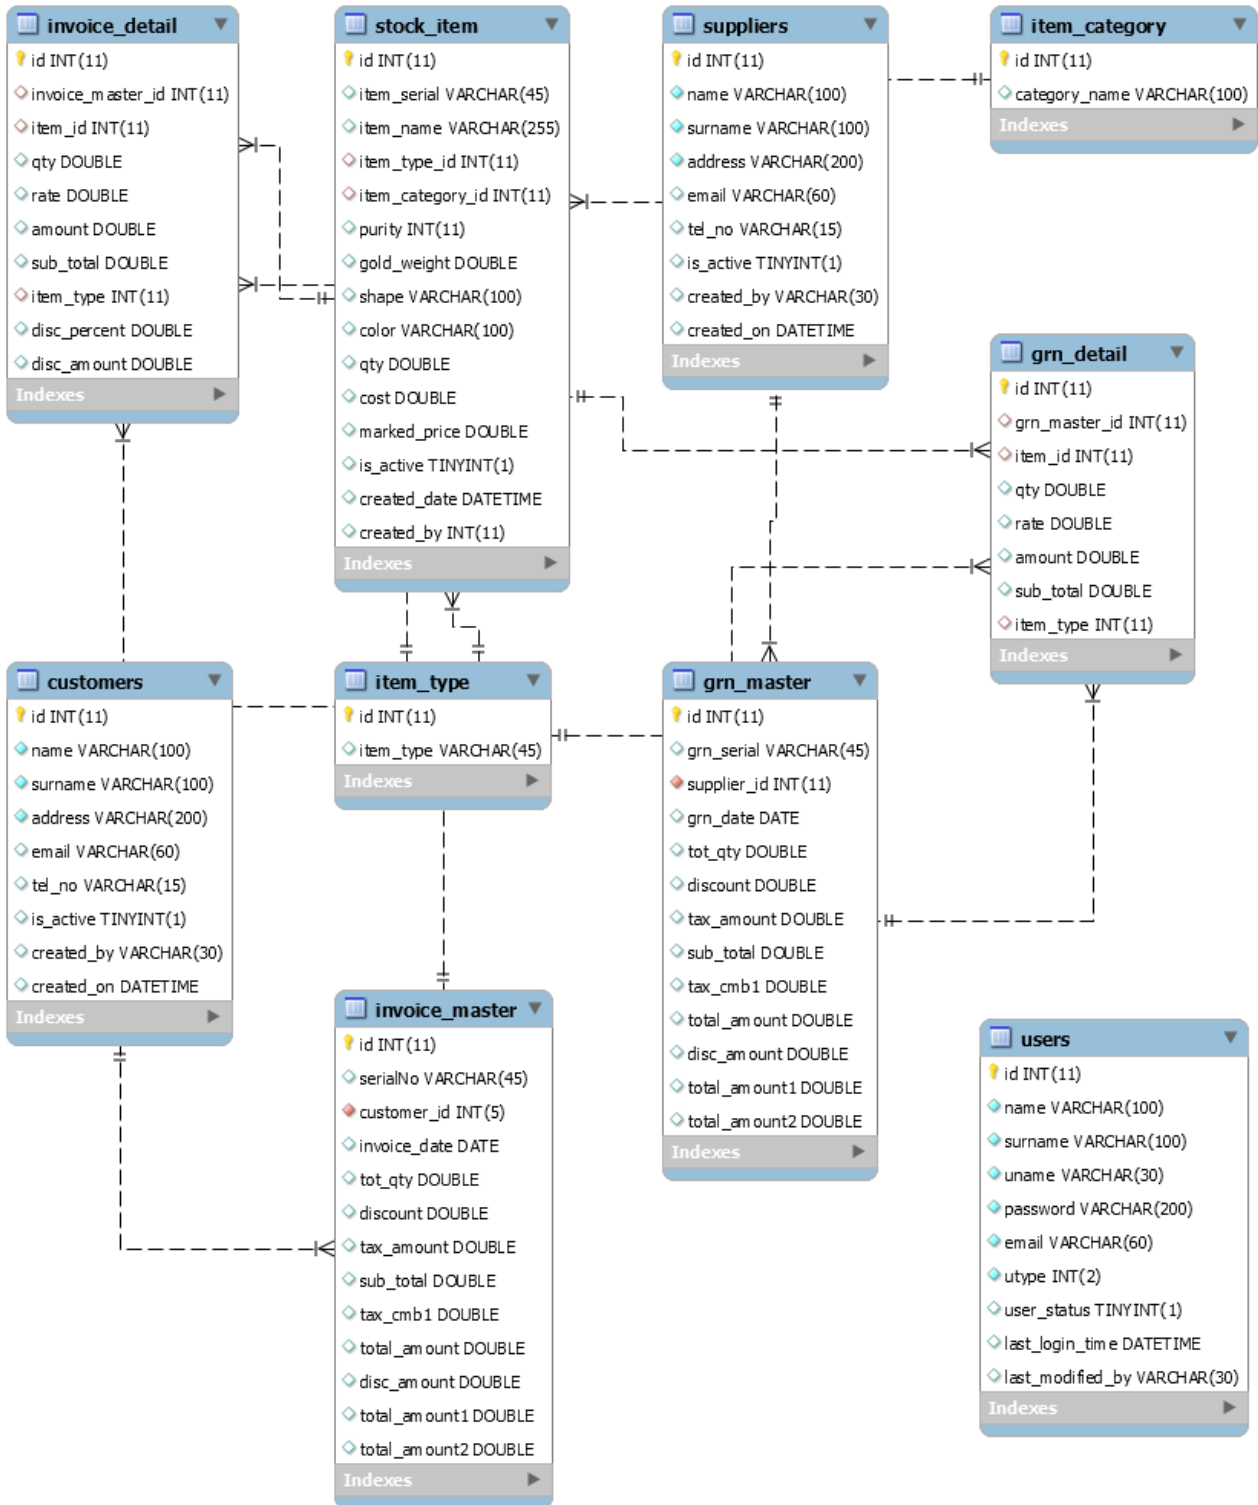 invoice_detail
id INT(11)
invoice_master_id INT(11)
item_id INT(11)
qty DOUBLE
rate DOUBLE
amount DOUBLE
sub_total DOUBLE
item_type INT(11)
disc_percent DOUBLE
disc_amount DOUBLE
Indexes
stock_item
id INT(11)
item_serial VARCHAR(45)
item_name VARCHAR(255)
item_type_id INT(11)
item_category_id INT(11)
purity INT(11)
gold_weight DOUBLE
shape VARCHAR(100)
color VARCHAR(100)
qty DOUBLE
cost DOUBLE
marked_price DOUBLE
is_active TINYINT(1)
created_date DATETIME
created_by INT(11)
Indexes
suppliers
id INT(11)
name VARCHAR(100)
surname VARCHAR(100)
address VARCHAR(200)
email VARCHAR(60)
tel_no VARCHAR(15)
is_active TINYINT(1)
created_by VARCHAR(30)
created_on DATETIME
Indexes
item_category
id INT(11)
category_name VARCHAR(100)
Indexes
grn_detail
id INT(11)
grn_master_id INT(11)
item_id INT(11)
qty DOUBLE
rate DOUBLE
amount DOUBLE
sub_total DOUBLE
item_type INT(11)
Indexes
customers
id INT(11)
name VARCHAR(100)
surname VARCHAR(100)
address VARCHAR(200)
email VARCHAR(60)
tel_no VARCHAR(15)
is_active TINYINT(1)
created_by VARCHAR(30)
created_on DATETIME
Indexes
item_type
id INT(11)
item_type VARCHAR(45)
Indexes
grn_master
id INT(11)
grn_serial VARCHAR(45)
supplier_id INT(11)
grn_date DATE
tot_qty DOUBLE
discount DOUBLE
tax_amount DOUBLE
sub_total DOUBLE
tax_cmb1 DOUBLE
total_amount DOUBLE
disc_amount DOUBLE
total_amount1 DOUBLE
total_amount2 DOUBLE
Indexes
invoice_master
id INT(11)
serialNo VARCHAR(45)
customer_id INT(5)
invoice_date DATE
tot_qty DOUBLE
discount DOUBLE
tax_amount DOUBLE
sub_total DOUBLE
tax_cmb1 DOUBLE
total_amount DOUBLE
disc_amount DOUBLE
total_amount1 DOUBLE
total_amount2 DOUBLE
Indexes
users
id INT(11)
name VARCHAR(100)
surname VARCHAR(100)
uname VARCHAR(30)
password VARCHAR(200)
email VARCHAR(60)
utype INT(2)
user_status TINYINT(1)
last_login_time DATETIME
last_modified_by VARCHAR(30)
Indexes